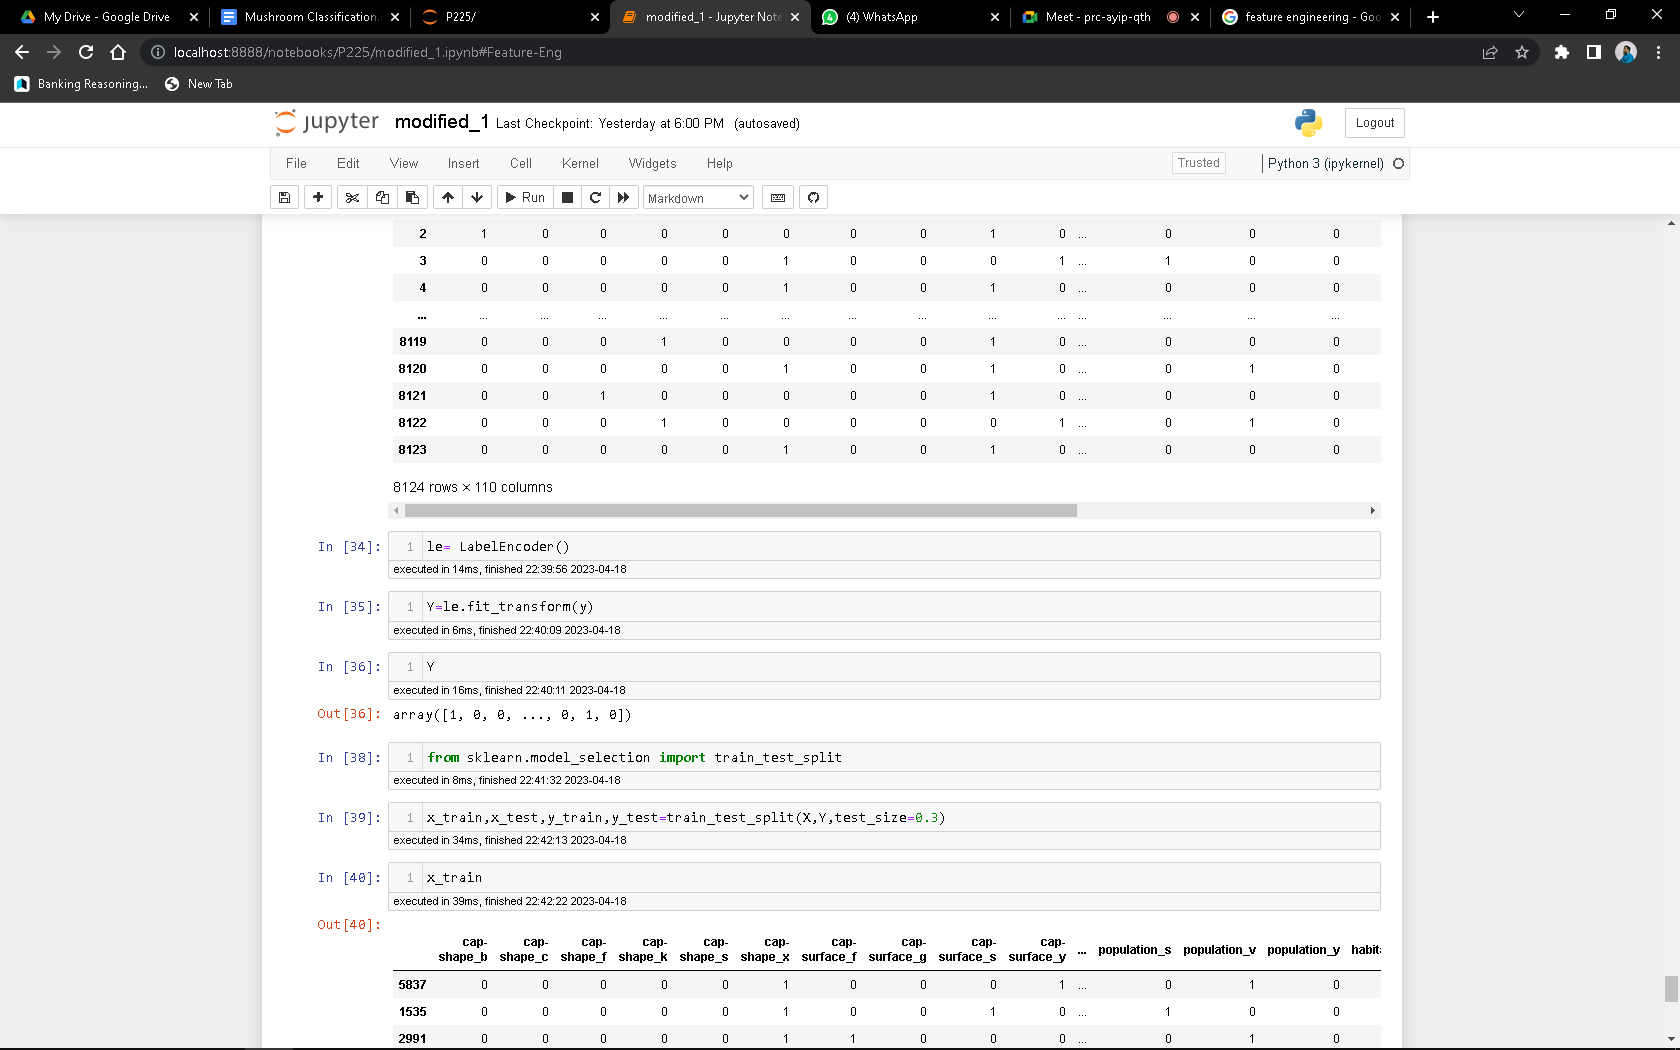 My Drive - Google Drive
Mushroom Classification
P225/
modified_1 - Jupyter Note
(4) WhatsApp
Meet - prc-ayip-qth
feature engineering - Goo
localhost:8888/notebooks/P225/modified_1.ipynb#Feature-Eng
Banking Reasoning...
New Tab
jupyter modified_1 Last Checkpoint: Yesterday at 6:00 PM (autosaved)
Logout
File Edit View Insert Cell Kernel Widgets Help
Trusted
Python 3 (ipykernel)
Run
Markdown
2 1 0 0 0 0 0 0 0 1 0 ... 0 0 0
3 0 0 0 0 0 1 0 0 0 1 ... 1 0 0
4 0 0 0 0 0 1 0 0 1 0 ... 0 0 0
... ... ... ... ... ... ... ... ... ... ... ... ... ... ...
8119 0 0 0 1 0 0 0 0 1 0 ... 0 0 0
8120 0 0 0 0 0 1 0 0 1 0 ... 0 1 0
8121 0 0 1 0 0 0 0 0 1 0 ... 0 0 0
8122 0 0 0 1 0 0 0 0 0 1 ... 0 1 0
8123 0 0 0 0 0 1 0 0 1 0 ... 0 0 0
8124 rows × 110 columns
In [34]: 1 le= LabelEncoder()
executed in 14ms, finished 22:39:56 2023-04-18
In [35]: 1 Y=le.fit_transform(y)
executed in 6ms, finished 22:40:09 2023-04-18
In [36]: 1 Y
executed in 16ms, finished 22:40:11 2023-04-18
Out[36]: array([1, 0, 0, ..., 0, 1, 0])
In [38]: 1 from sklearn.model_selection import train_test_split
executed in 8ms, finished 22:41:32 2023-04-18
In [39]: 1 x_train,x_test,y_train,y_test=train_test_split(X,Y,test_size=0.3)
executed in 34ms, finished 22:42:13 2023-04-18
In [40]: 1 x_train
executed in 39ms, finished 22:42:22 2023-04-18
Out[40]:
cap- cap- cap- cap- cap- cap- cap- cap- cap- cap-
shape_b shape_c shape_f shape_k shape_s shape_x surface_f surface_g surface_s surface_y ... population_s population_v population_y habit
5837 0 0 0 0 0 1 0 0 0 1 ... 0 1 0
1535 0 0 0 0 0 1 0 0 1 0 ... 1 0 0
2991 0 0 0 0 0 1 1 0 0 0 ... 0 1 0